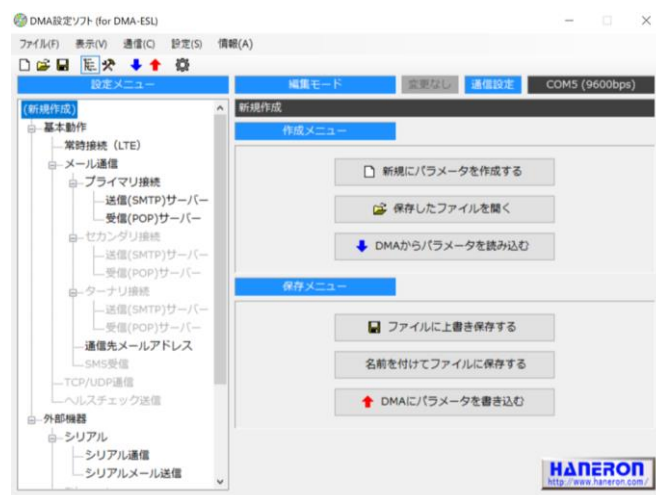 DMA設定ソフト (for DMA-ESL)
ファイル(F) 表示(V) 通信(C) 設定(S) 情報(A)
設定メニュー
編集モード 変更なし 通信設定 COM5 (9600bps)
(新規作成)
基本動作
常時接続（LTE）
メール通信
プライマリ接続
送信(SMTP)サーバー
受信(POP)サーバー
セカンダリ接続
送信(SMTP)サーバー
受信(POP)サーバー
ターナリ接続
送信(SMTP)サーバー
受信(POP)サーバー
通信先メールアドレス
SMS受信
TCP/UDP通信
ヘルスチェック送信
外部機器
シリアル
シリアル通信
シリアルメール送信
新規作成
作成メニュー
新規にパラメータを作成する
保存したファイルを開く
DMAからパラメータを読み込む
保存メニュー
ファイルに上書き保存する
名前を付けてファイルに保存する
DMAにパラメータを書き込む
HANERON
http://www.haneron.com/